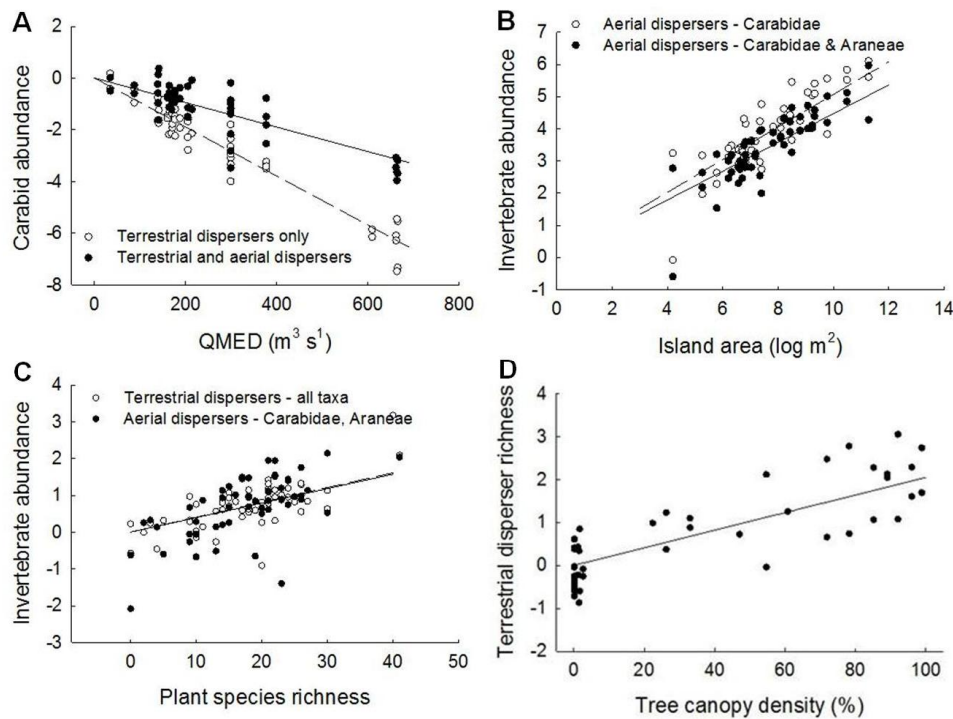 A
2
0
-2
-4
-6
-8
Carabid abundance
Terrestrial dispersers only
Terrestrial and aerial dispersers
0 200 400 600 800
QMED (m³ s¹)
B
Aerial dispersers - Carabidae
Aerial dispersers - Carabidae & Araneae
7
6
5
4
3
2
1
0
-1
Invertebrate abundance
0 2 4 6 8 10 12 14
Island area (log m²)
C
4
3
2
1
0
-1
-2
-3
Invertebrate abundance
Terrestrial dispersers - all taxa
Aerial dispersers - Carabidae, Araneae
0 10 20 30 40 50
Plant species richness
D
4
3
2
1
0
-1
-2
Terrestrial disperser richness
0 20 40 60 80 100
Tree canopy density (%)